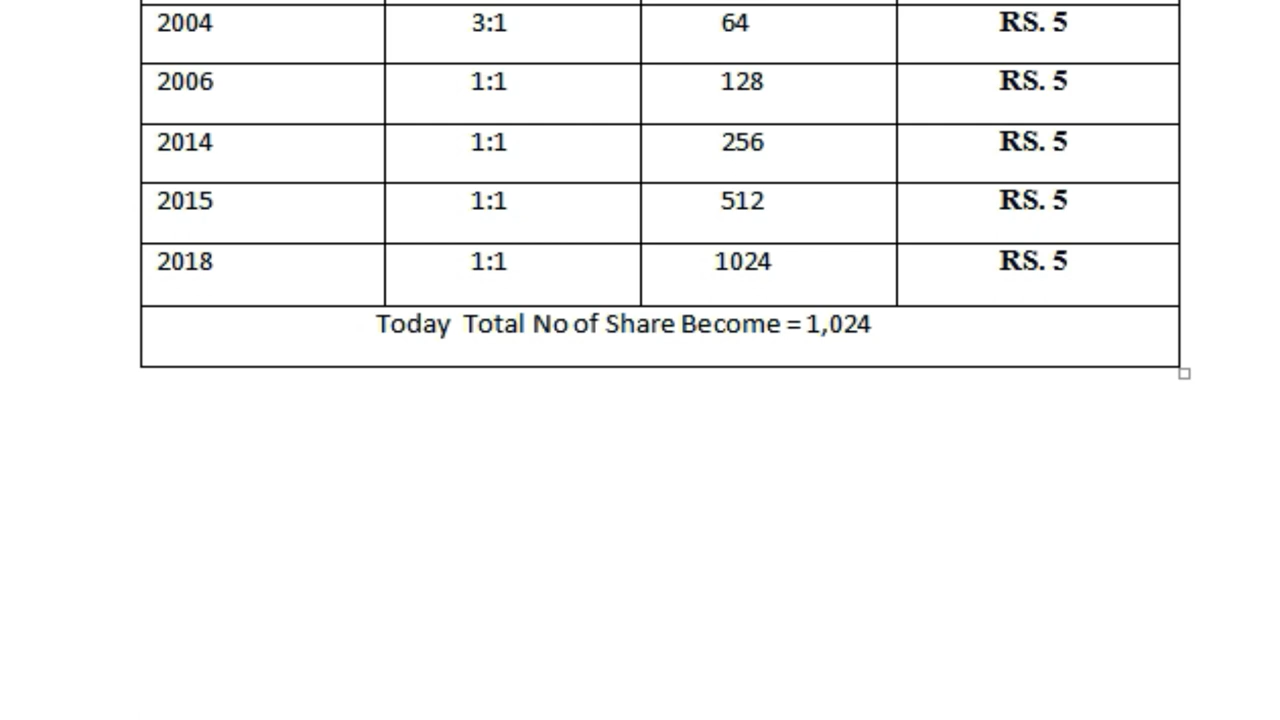 2004 3:1 64 RS. 5
2006 1:1 128 RS. 5
2014 1:1 256 RS. 5
2015 1:1 512 RS. 5
2018 1:1 1024 RS. 5
Today Total No of Share Become = 1,024